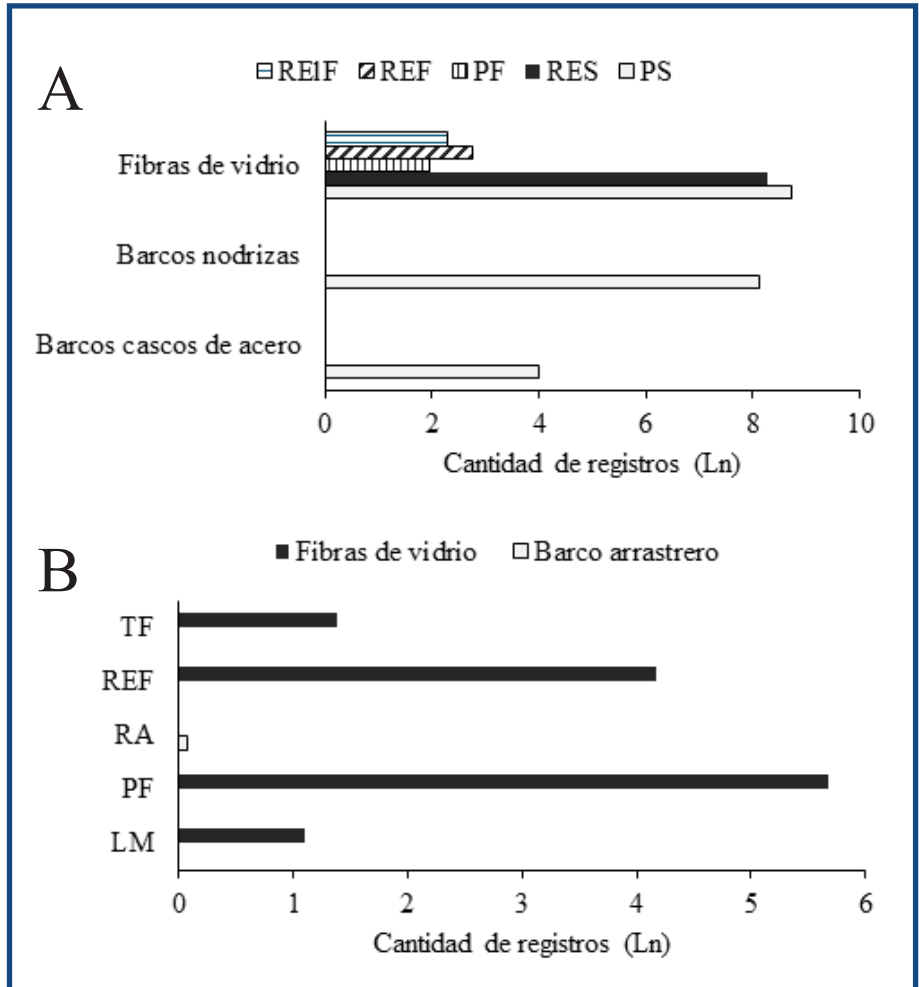 A
RElF REF PF RES PS
Fibras de vidrio
Barcos nodrizas
Barcos cascos de acero
0 2 4 6 8 10
Cantidad de registros (Ln)
B
Fibras de vidrio Barco arrastrero
TF
REF
RA
PF
LM
0 1 2 3 4 5 6
Cantidad de registros (Ln)